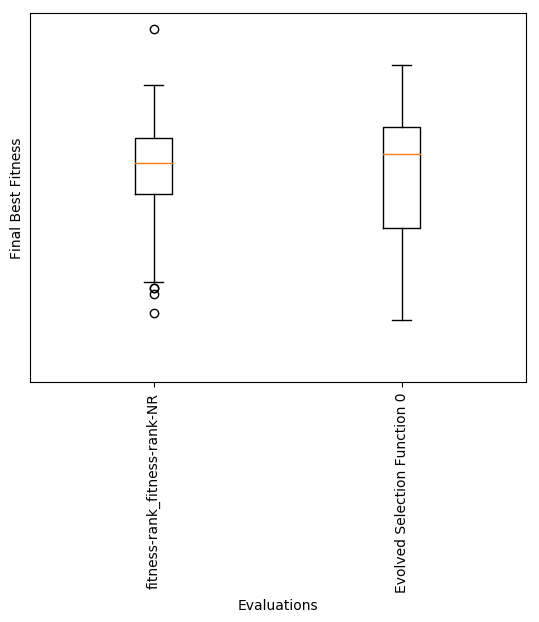 Final Best Fitness
fitness-rank_fitness-rank-NR
Evolved Selection Function 0
Evaluations